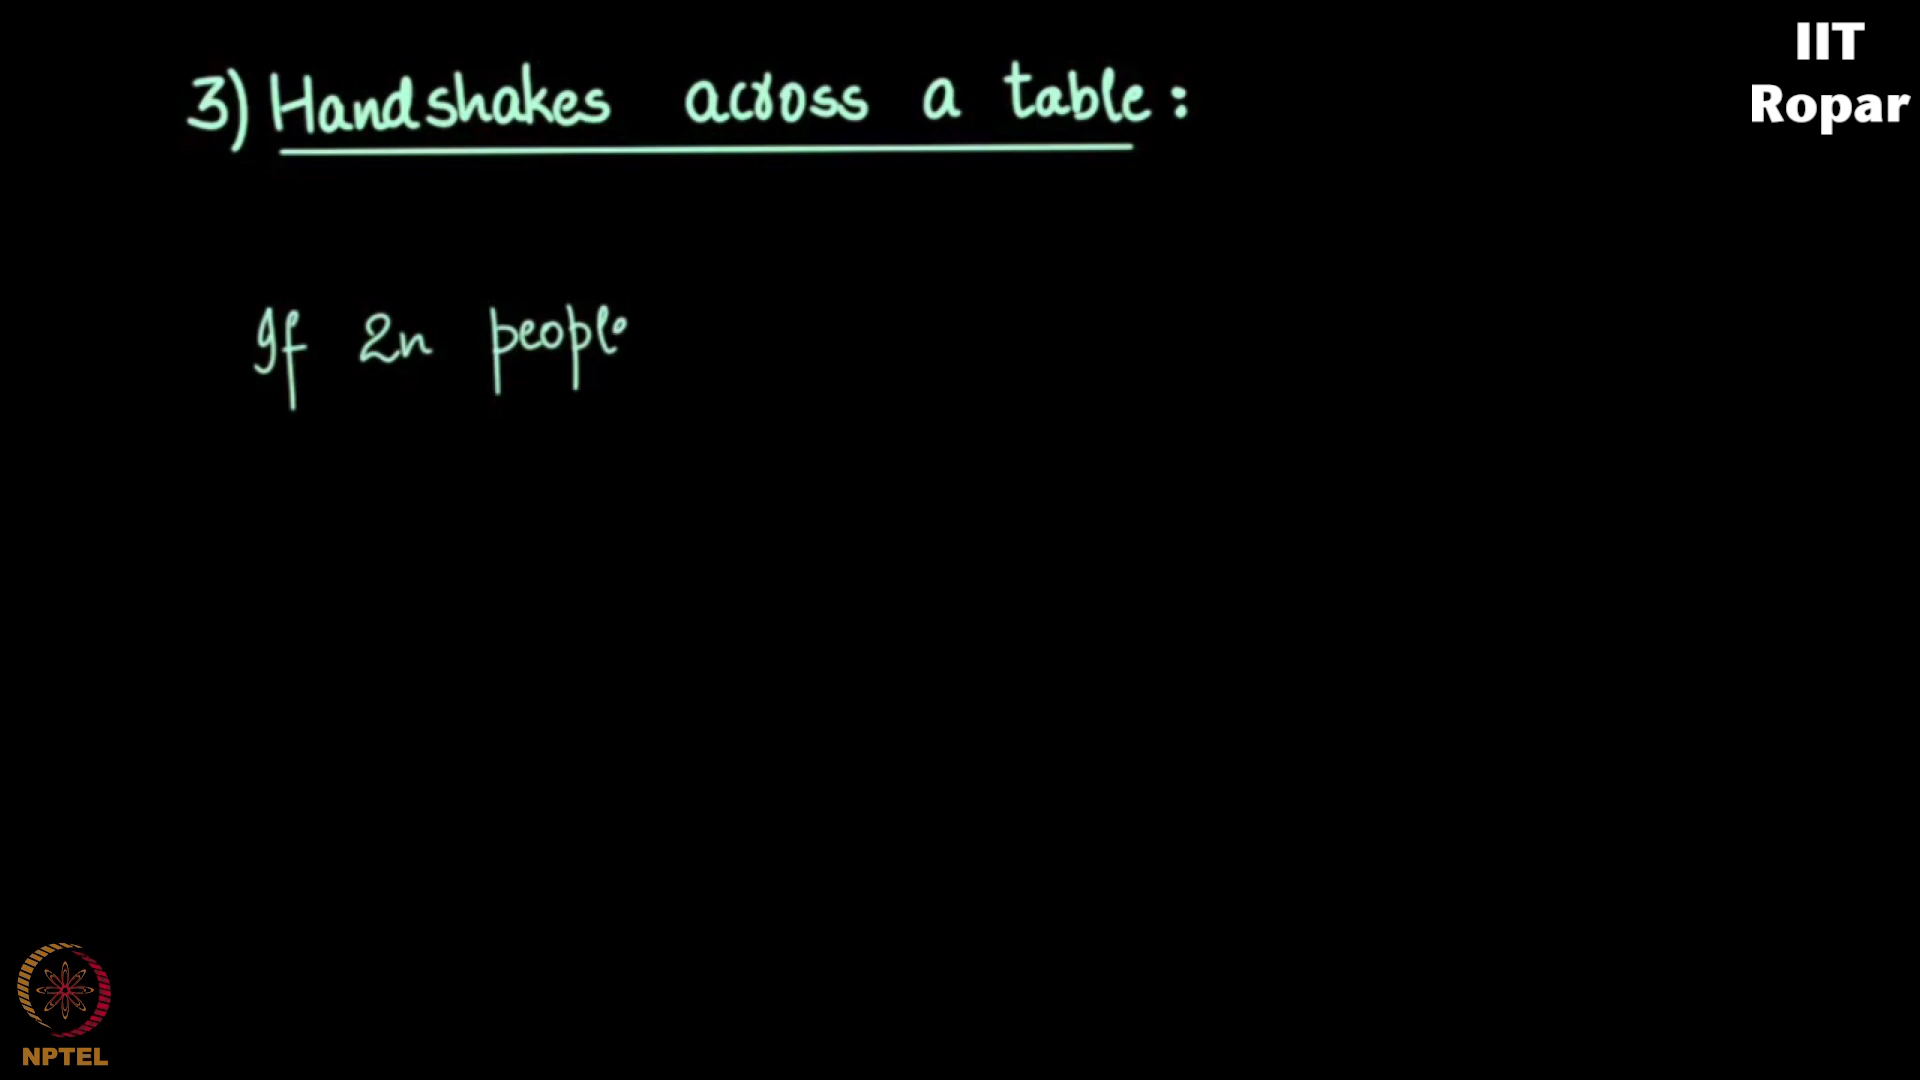 IIT
Ropar
3) Handshakes across a table :
If 2n people
NPTEL